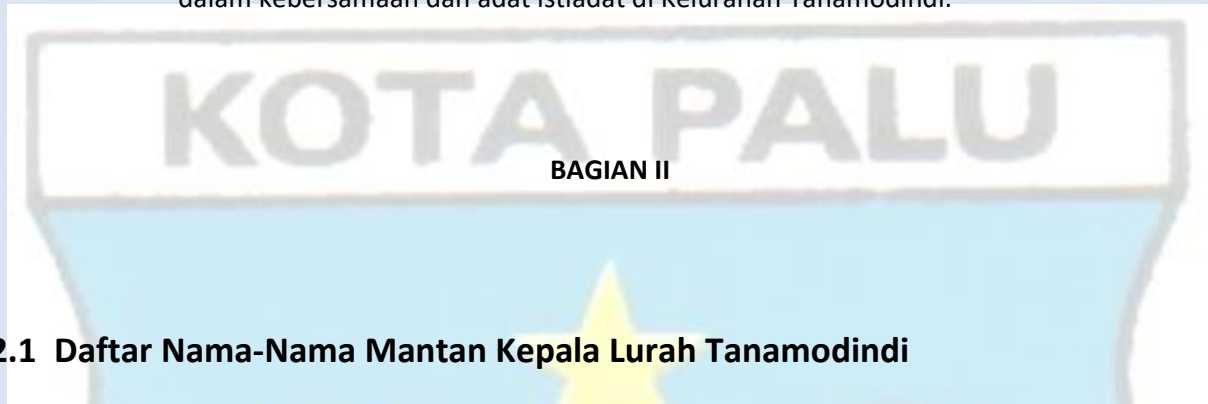 dalam kebersamaan dan adat istiadat di Kelurahan Tanamodindi.
KOTA PALU
BAGIAN II
2.1 Daftar Nama-Nama Mantan Kepala Lurah Tanamodindi